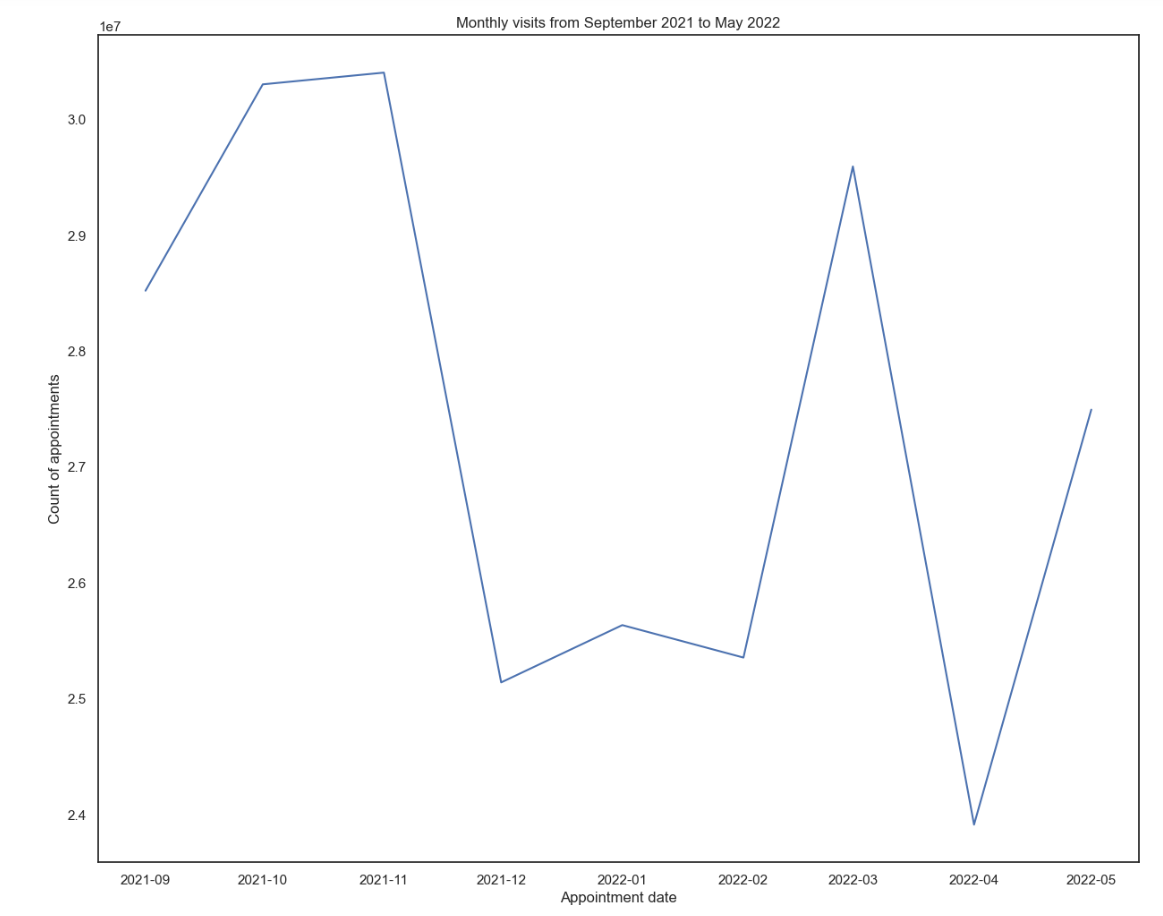 Monthly visits from September 2021 to May 2022
1e7
3.0
2.9
2.8
2.7
2.6
2.5
2.4
Count of appointments
2021-09 2021-10 2021-11 2021-12 2022-01 2022-02 2022-03 2022-04 2022-05
Appointment date